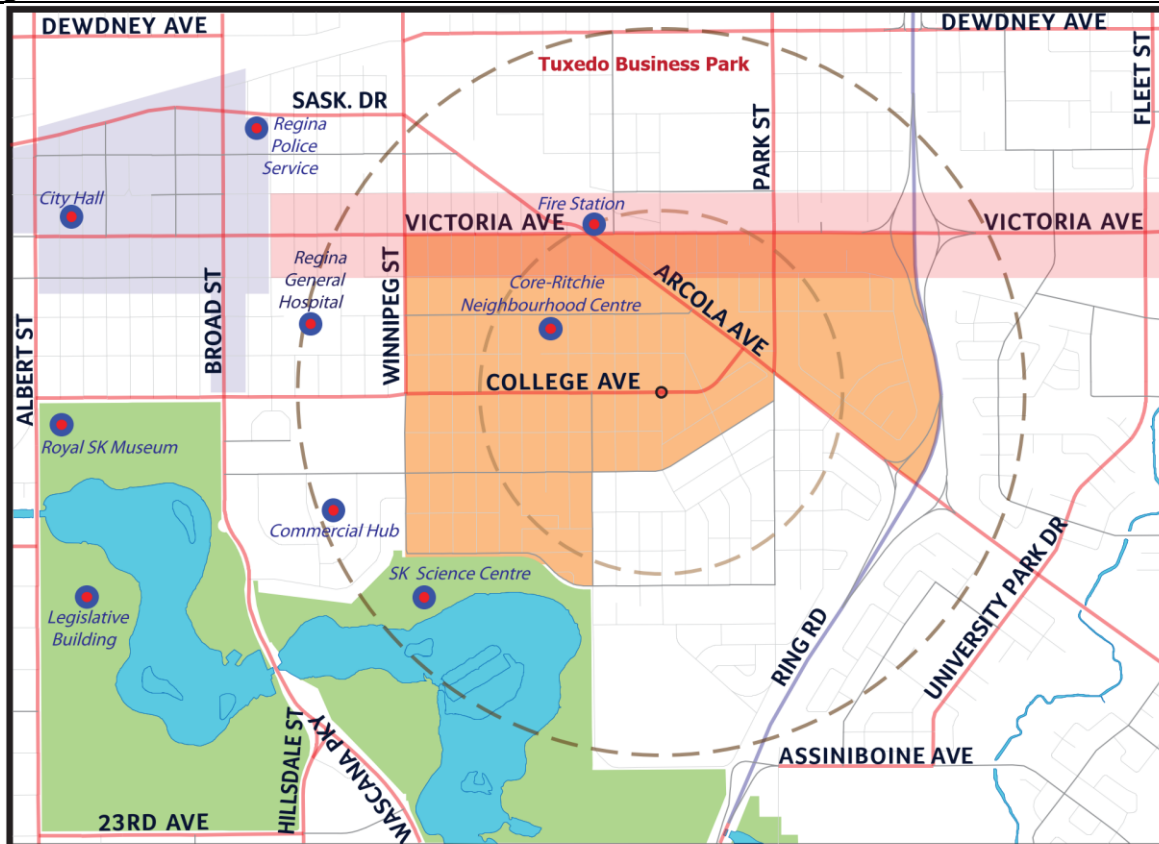 DEWDNEY AVE
DEWDNEY AVE
Tuxedo Business Park
SASK. DR
Regina
Police
Service
PARK ST
FLEET ST
City Hall
Fire Station
VICTORIA AVE
VICTORIA AVE
Regina
General
Hospital
WINNIPEG ST
BROAD ST
ALBERT ST
Core-Ritchie
Neighbourhood Centre
ARCOLA AVE
COLLEGE AVE
Royal SK Museum
Commercial Hub
SK Science Centre
Legislative
Building
RING RD
UNIVERSITY PARK DR
HILLSDALE ST
WASCANA PKY
ASSINIBOINE AVE
23RD AVE